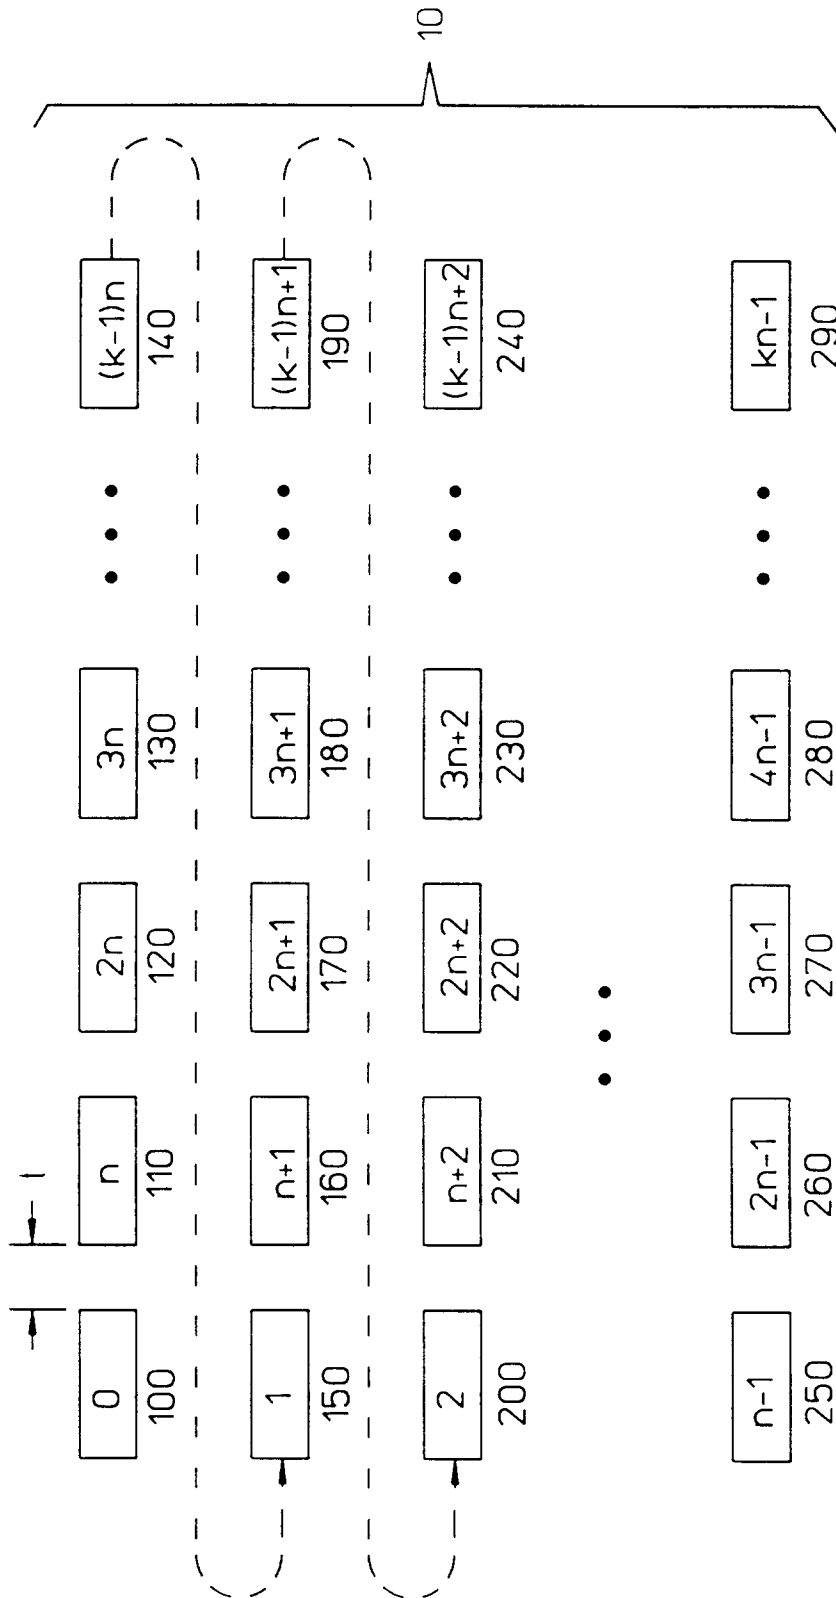 t
0 n 2n 3n (k-1)n
100 110 120 130 140
1 n+1 2n+1 3n+1 (k-1)n+1
150 160 170 180 190
2 n+2 2n+2 3n+2 (k-1)n+2
200 210 220 230 240
n-1 2n-1 3n-1 4n-1 kn-1
250 260 270 280 290
10